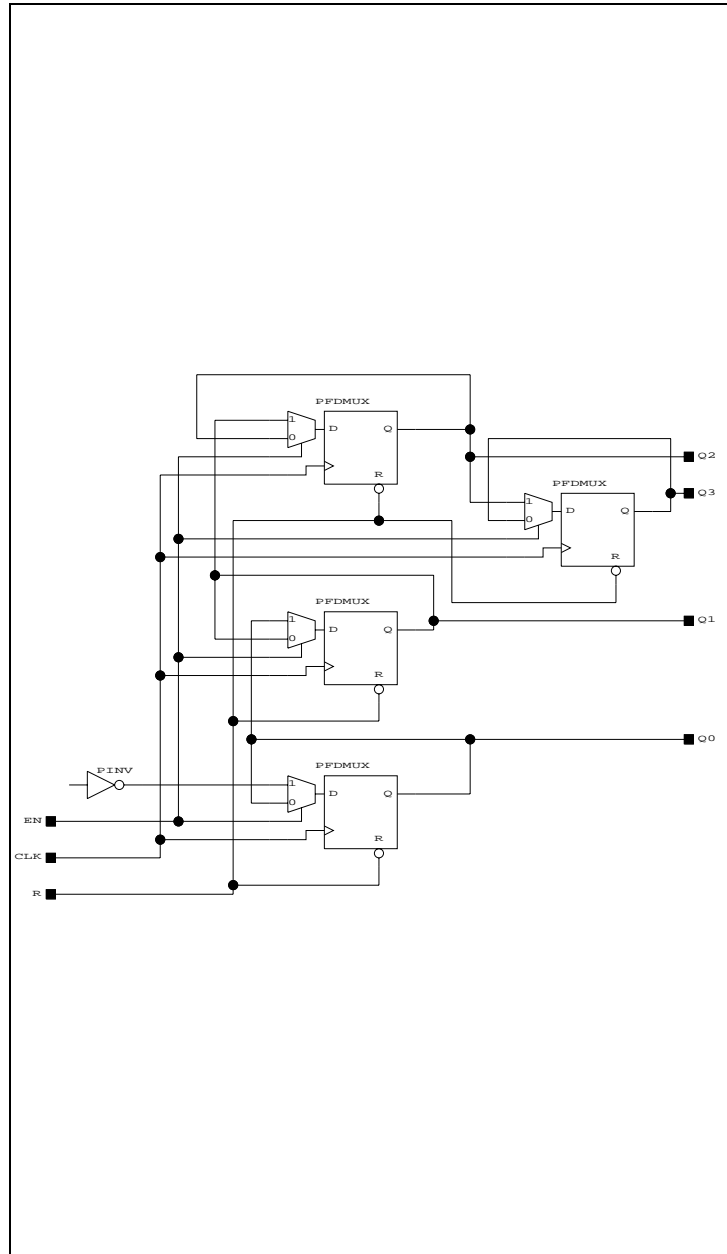 PFDMUX
1
D
Q
0
R
Q2
PFDMUX
Q3
1
D
Q
0
R
PFDMUX
1
D
Q
0
Q1
R
Q0
PINV
PFDMUX
1
D
Q
0
EN
R
CLK
R